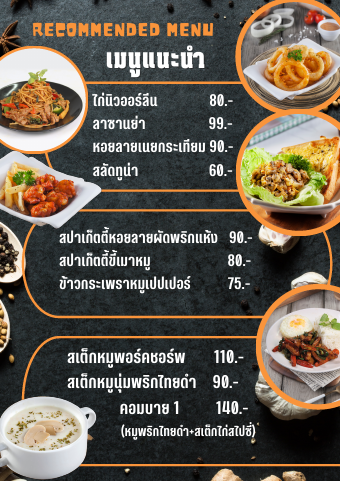 RECOMMENDED MENU
เมนูแนะนำ
ไก่นิวออร์ลีน 80.-
ลาซานย่า 99.-
หอยลายเนยกระเทียม 90.-
สลัดทูน่า 60.-
สปาเก็ตตี้หอยลายผัดพริกแห้ง 90.-
สปาเก็ตตี้ขี้เมาหมู 80.-
ข้าวกระเพราหมูเปปเปอร์ 75.-
สเต็กหมูพอร์คชอร์พ 110.-
สเต็กหมูนุ่มพริกไทยดำ 90.-
คอมบาย 1 140.-
(หมูพริกไทยดำ+สเต็กไก่สไปซี่)